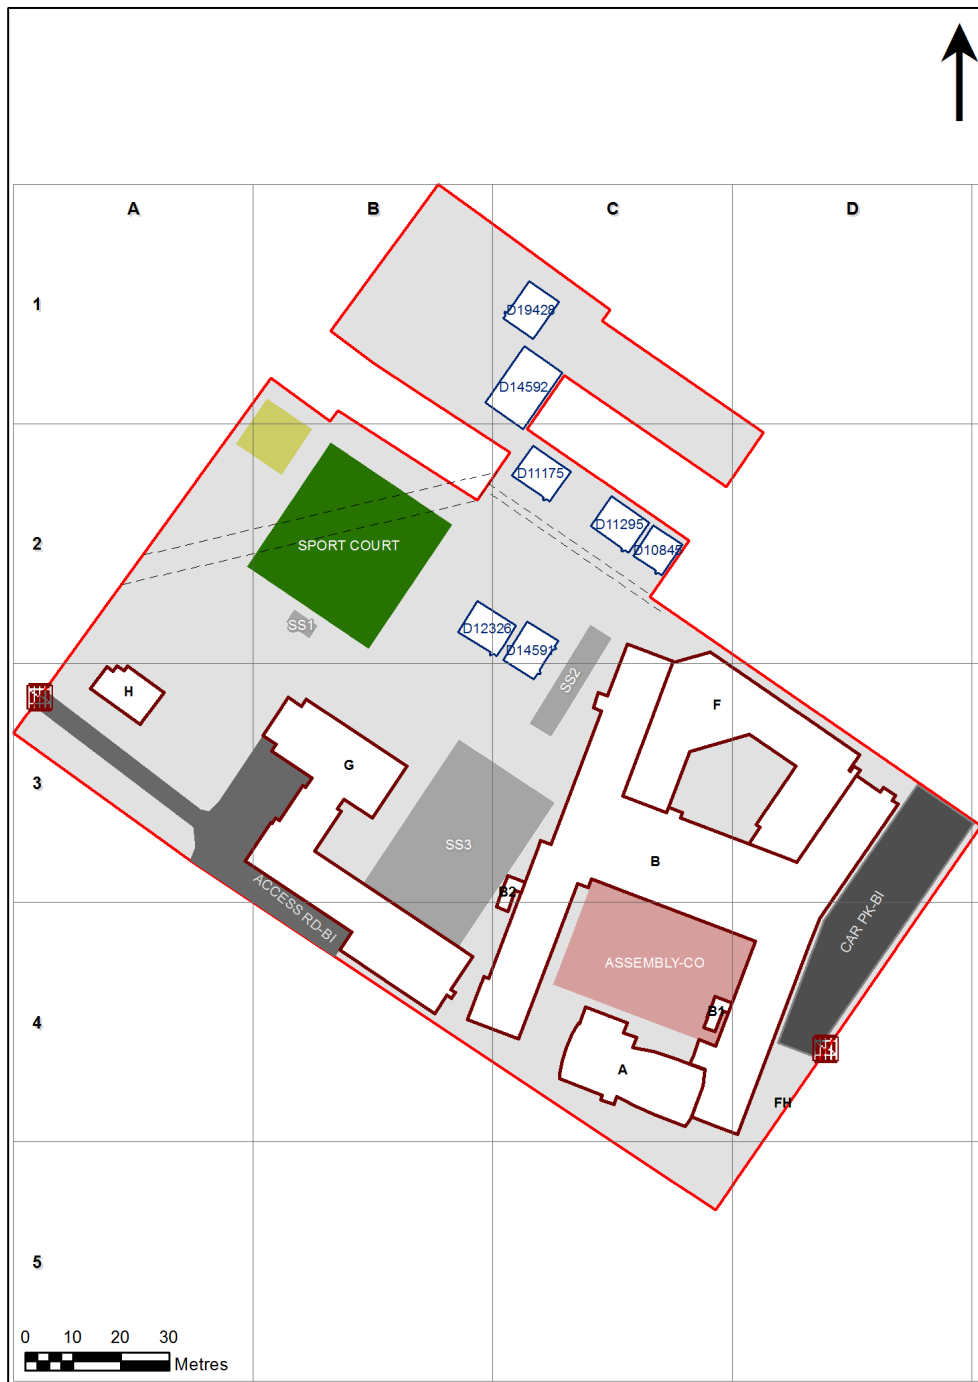 A
B
C
D
1
D19428
D14592
D11175
D11295
D10845
2
SPORT COURT
SS1
D12326
D14591
SS2
H
F
G
3
SS3
B
B2
ACCESS RD-BI
CAR PK-BI
ASSEMBLY-CO
B1
4
A
FH
5
0 10 20 30
Metres